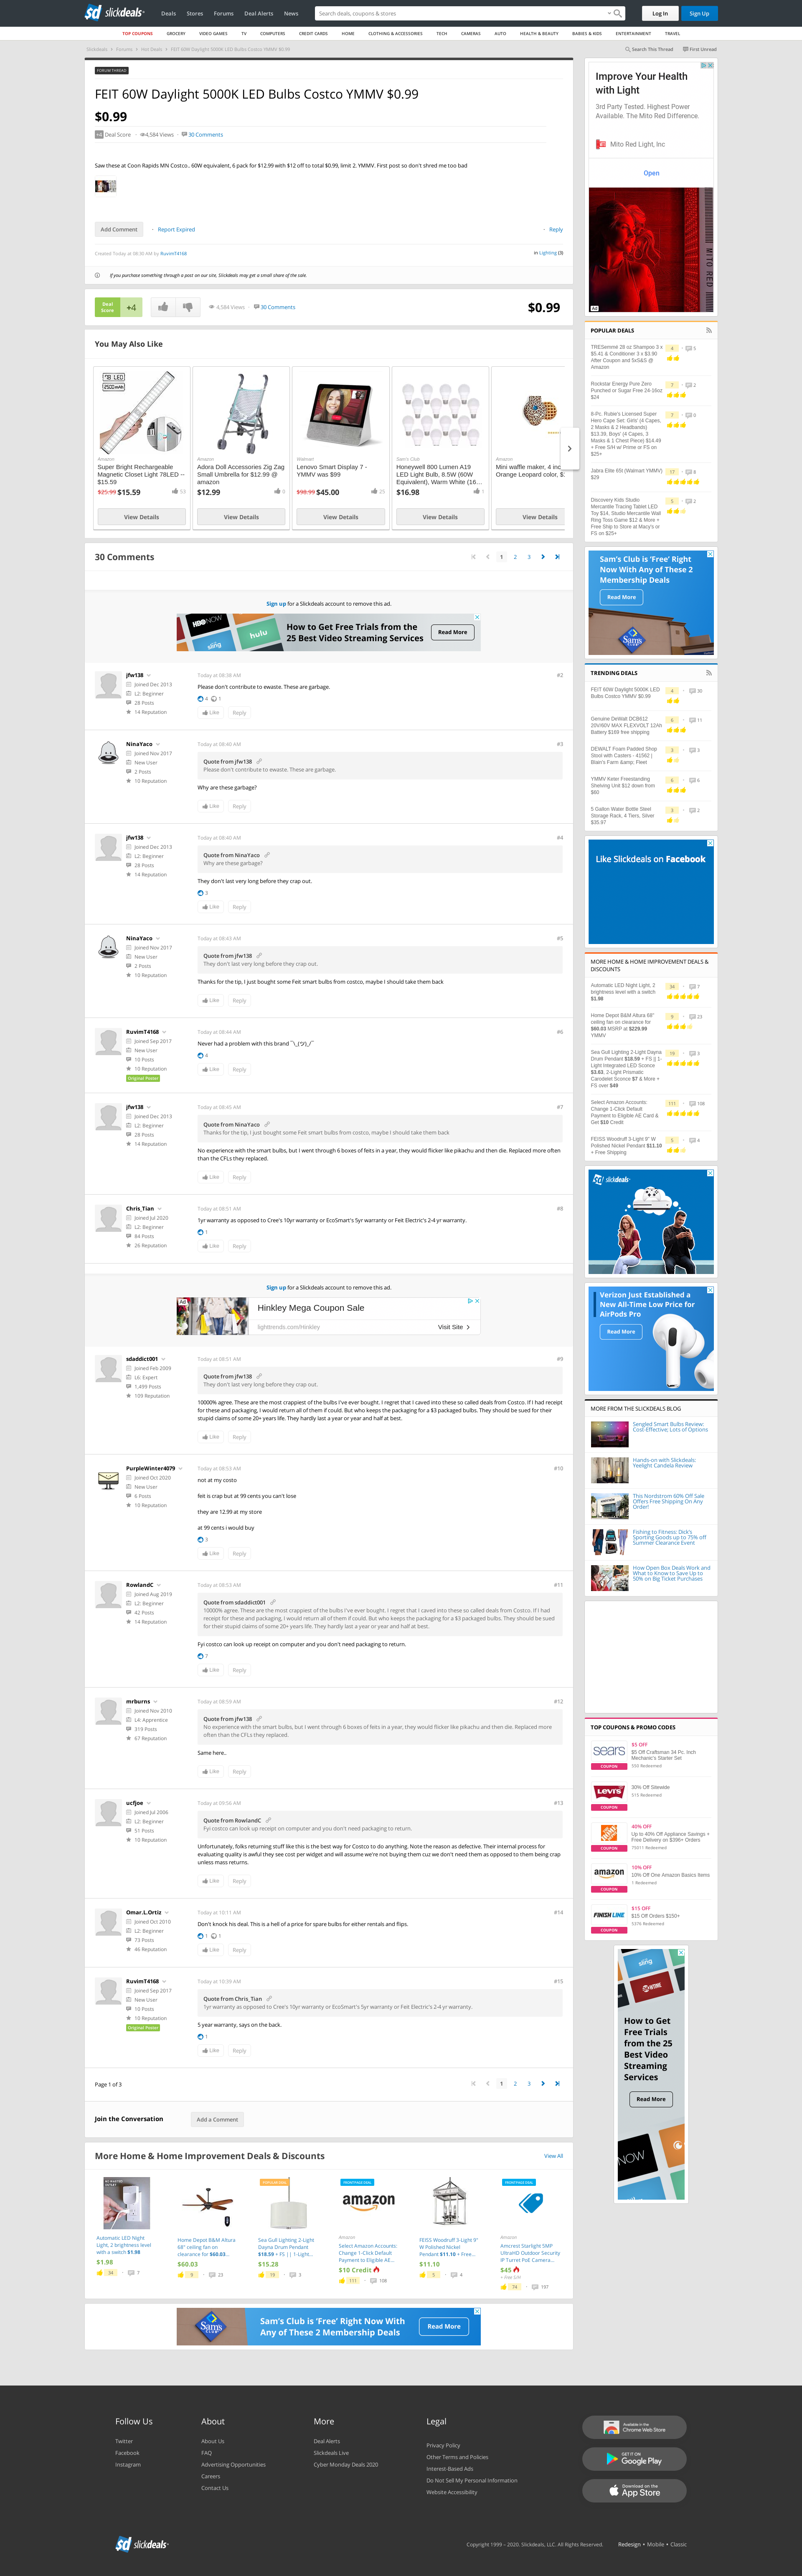 slickdeals
Deals Stores Forums Deal Alerts News
Search deals, coupons & stores
Log In Sign Up
TOP COUPONS GROCERY VIDEO GAMES TV COMPUTERS CREDIT CARDS HOME CLOTHING & ACCESSORIES TECH CAMERAS AUTO HEALTH & BEAUTY BABIES & KIDS ENTERTAINMENT TRAVEL
Slickdeals Forums Hot Deals FEIT 60W Daylight 5000K LED Bulbs Costco YMMV $0.99
Search This Thread First Unread
FORUM THREAD
FEIT 60W Daylight 5000K LED Bulbs Costco YMMV $0.99
$0.99
+4 Deal Score 4,584 Views 30 Comments
Saw these at Coon Rapids MN Costco.. 60W equivalent, 6 pack for $12.99 with $12 off to total $0.99, limit 2. YMMV. First post so don't shred me too bad
Add Comment Report Expired Reply
Created Today at 08:30 AM by RuvimT4168
in Lighting (3)
If you purchase something through a post on our site, Slickdeals may get a small share of the sale.
Deal Score +4 4,584 Views 30 Comments $0.99
You May Also Like
Amazon
Super Bright Rechargeable Magnetic Closet Light 78LED -- $15.59
$25.99 $15.59 53
View Details
Amazon
Adora Doll Accessories Zig Zag Small Umbrella for $12.99 @ amazon
$12.99 0
View Details
Walmart
Lenovo Smart Display 7 - YMMV was $99
$98.99 $45.00 25
View Details
Sam's Club
Honeywell 800 Lumen A19 LED Light Bulb, 8.5W (60W Equivalent), Warm White (16...
$16.98 1
View Details
Amazon
Mini waffle maker, 4 inc
Orange Leopard color, $
View Details
30 Comments
1 2 3
Sign up for a Slickdeals account to remove this ad.
HBO NOW sling hulu
How to Get Free Trials from the 25 Best Video Streaming Services
Read More
jfw138
Joined Dec 2013
L2: Beginner
28 Posts
14 Reputation
Today at 08:38 AM #2
Please don't contribute to ewaste. These are garbage.
4 1
Like Reply
NinaYaco
Joined Nov 2017
New User
2 Posts
10 Reputation
Today at 08:40 AM #3
Quote from jfw138
Please don't contribute to ewaste. These are garbage.
Why are these garbage?
Like Reply
jfw138
Joined Dec 2013
L2: Beginner
28 Posts
14 Reputation
Today at 08:40 AM #4
Quote from NinaYaco
Why are these garbage?
They don't last very long before they crap out.
3
Like Reply
NinaYaco
Joined Nov 2017
New User
2 Posts
10 Reputation
Today at 08:43 AM #5
Quote from jfw138
They don't last very long before they crap out.
Thanks for the tip, I just bought some Feit smart bulbs from costco, maybe I should take them back
Like Reply
RuvimT4168
Joined Sep 2017
New User
10 Posts
10 Reputation
Original Poster
Today at 08:44 AM #6
Never had a problem with this brand ¯\_(ツ)_/¯
4
Like Reply
jfw138
Joined Dec 2013
L2: Beginner
28 Posts
14 Reputation
Today at 08:45 AM #7
Quote from NinaYaco
Thanks for the tip, I just bought some Feit smart bulbs from costco, maybe I should take them back
No experience with the smart bulbs, but I went through 6 boxes of feits in a year, they would flicker like pikachu and then die. Replaced more often than the CFLs they replaced.
Like Reply
Chris_Tian
Joined Jul 2020
L2: Beginner
84 Posts
26 Reputation
Today at 08:51 AM #8
1yr warranty as opposed to Cree's 10yr warranty or EcoSmart's 5yr warranty or Feit Electric's 2-4 yr warranty.
1
Like Reply
Sign up for a Slickdeals account to remove this ad.
Ad
Hinkley Mega Coupon Sale
lighttrends.com/Hinkley
Visit Site
sdaddict001
Joined Feb 2009
L6: Expert
1,499 Posts
109 Reputation
Today at 08:51 AM #9
Quote from jfw138
They don't last very long before they crap out.
10000% agree. These are the most crappiest of the bulbs I've ever bought. I regret that I caved into these so called deals from Costco. If I had receipt for these and packaging, I would return all of them if could. But who keeps the packaging for a $3 packaged bulbs. They should be sued for their stupid claims of 20+ years life. They hardly last a year or year and half at best.
Like Reply
PurpleWinter4079
Joined Oct 2020
New User
6 Posts
10 Reputation
Today at 08:53 AM #10
not at my costo
feit is crap but at 99 cents you can't lose
they are 12.99 at my store
at 99 cents i would buy
3
Like Reply
RowlandC
Joined Aug 2019
L2: Beginner
42 Posts
14 Reputation
Today at 08:53 AM #11
Quote from sdaddict001
10000% agree. These are the most crappiest of the bulbs I've ever bought. I regret that I caved into these so called deals from Costco. If I had receipt for these and packaging, I would return all of them if could. But who keeps the packaging for a $3 packaged bulbs. They should be sued for their stupid claims of 20+ years life. They hardly last a year or year and half at best.
Fyi costco can look up receipt on computer and you don't need packaging to return.
7
Like Reply
mrburns
Joined Nov 2010
L4: Apprentice
319 Posts
67 Reputation
Today at 08:59 AM #12
Quote from jfw138
No experience with the smart bulbs, but I went through 6 boxes of feits in a year, they would flicker like pikachu and then die. Replaced more often than the CFLs they replaced.
Same here..
Like Reply
ucfjoe
Joined Jul 2006
L2: Beginner
51 Posts
10 Reputation
Today at 09:56 AM #13
Quote from RowlandC
Fyi costco can look up receipt on computer and you don't need packaging to return.
Unfortunately, folks returning stuff like this is the best way for Costco to do anything. Note the reason as defective. Their internal process for evaluating quality is awful they see cost per widget and will assume we're not buying them cuz we don't need them as opposed to them being crap unless mass returns.
Like Reply
Omar.L.Ortiz
Joined Oct 2010
L2: Beginner
73 Posts
46 Reputation
Today at 10:11 AM #14
Don't knock his deal. This is a hell of a price for spare bulbs for either rentals and flips.
1 1
Like Reply
RuvimT4168
Joined Sep 2017
New User
10 Posts
10 Reputation
Original Poster
Today at 10:39 AM #15
Quote from Chris_Tian
1yr warranty as opposed to Cree's 10yr warranty or EcoSmart's 5yr warranty or Feit Electric's 2-4 yr warranty.
5 year warranty, says on the back.
1
Like Reply
Page 1 of 3
1 2 3
Join the Conversation Add a Comment
More Home & Home Improvement Deals & Discounts View All
Automatic LED Night Light, 2 brightness level with a switch $1.98
$1.98
34 7
Home Depot B&M Altura 68" ceiling fan on clearance for $60.03...
$60.03
9 23
Sea Gull Lighting 2-Light Dayna Drum Pendant $18.59 + FS || 1-Light,...
$15.28
19 3
FRONTPAGE DEAL
amazon
Amazon
Select Amazon Accounts: Change 1-Click Default Payment to Eligible AE...
$10 Credit
111 108
FEISS Woodruff 3-Light 9" W Polished Nickel Pendant $11.10 + Free...
$11.10
5 4
FRONTPAGE DEAL
Amazon
Amcrest Starlight 5MP UltraHD Outdoor Security IP Turret PoE Camera...
$45
+ Free S/H
74 197
Sam's Club is 'Free' Right Now With Any of These 2 Membership Deals
Read More
Improve Your Health with Light
3rd Party Tested. Highest Power Available. The Mito Red Difference.
Mito Red Light, Inc
Open
MITO RED
Ad
POPULAR DEALS
TRESemmé 28 oz Shampoo 3 x $5.41 & Conditioner 3 x $3.90 After Coupon and 5xS&S @ Amazon
4 5
Rockstar Energy Pure Zero Punched or Sugar Free 24-16oz $24
7 2
8-Pc. Rubie's Licensed Super Hero Cape Set: Girls' (4 Capes, 2 Masks & 2 Headbands) $13.39, Boys' (4 Capes, 3 Masks & 1 Chest Piece) $14.49 + Free S/H w/ Prime or FS on $25+
7 0
Jabra Elite 65t (Walmart YMMV) $29
17 8
Discovery Kids Studio Mercantile Tracing Tablet LED Toy $14, Studio Mercantile Wall Ring Toss Game $12 & More + Free Ship to Store at Macy's or FS on $25+
5 2
Sam's Club is 'Free' Right Now With Any of These 2 Membership Deals
Read More
Sams
TRENDING DEALS
FEIT 60W Daylight 5000K LED Bulbs Costco YMMV $0.99
4 30
Genuine DeWalt DCB612 20V/60V MAX FLEXVOLT 12Ah Battery $169 free shipping
6 11
DEWALT Foam Padded Shop Stool with Casters - 41562 | Blain's Farm &amp; Fleet
3 3
YMMV Keter Freestanding Shelving Unit $12 down from $60
6 6
5 Gallon Water Bottle Steel Storage Rack, 4 Tiers, Silver $35.97
3 2
Like Slickdeals on Facebook
MORE HOME & HOME IMPROVEMENT DEALS & DISCOUNTS
Automatic LED Night Light, 2 brightness level with a switch $1.98
34 7
Home Depot B&M Altura 68" ceiling fan on clearance for $60.03 MSRP at $229.99 YMMV
9 23
Sea Gull Lighting 2-Light Dayna Drum Pendant $18.59 + FS || 1-Light Integrated LED Sconce $3.83, 2-Light Prismatic Carodelet Sconce $7 & More + FS over $49
19 3
Select Amazon Accounts: Change 1-Click Default Payment to Eligible AE Card & Get $10 Credit
111 108
FEISS Woodruff 3-Light 9" W Polished Nickel Pendant $11.10 + Free Shipping
5 4
slickdeals
Verizon Just Established a New All-Time Low Price for AirPods Pro
Read More
MORE FROM THE SLICKDEALS BLOG
Sengled Smart Bulbs Review: Cost-Effective; Lots of Options
Hands-on with Slickdeals: Yeelight Candela Review
This Nordstrom 60% Off Sale Offers Free Shipping On Any Order!
Fishing to Fitness: Dick's Sporting Goods up to 75% off Summer Clearance Event
How Open Box Deals Work and What to Know to Save Up to 50% on Big Ticket Purchases
TOP COUPONS & PROMO CODES
sears
COUPON
$5 OFF
$5 Off Craftsman 34 Pc. Inch Mechanic's Starter Set
555 Redeemed
LEVI'S
COUPON
30% Off Sitewide
515 Redeemed
COUPON
40% OFF
Up to 40% Off Appliance Savings + Free Delivery on $396+ Orders
70311 Redeemed
amazon
COUPON
10% OFF
10% Off One Amazon Basics Items
1 Redeemed
FINISH LINE
COUPON
$15 OFF
$15 Off Orders $150+
5376 Redeemed
sling
SHOWTIME
How to Get Free Trials from the 25 Best Video Streaming Services
Read More
NOW
Follow Us
Twitter
Facebook
Instagram
About
About Us
FAQ
Advertising Opportunities
Careers
Contact Us
More
Deal Alerts
Slickdeals Live
Cyber Monday Deals 2020
Legal
Privacy Policy
Other Terms and Policies
Interest-Based Ads
Do Not Sell My Personal Information
Website Accessibility
Available in the Chrome Web Store
GET IT ON Google Play
Download on the App Store
slickdeals
Copyright 1999 - 2020. Slickdeals, LLC. All Rights Reserved. Redesign • Mobile • Classic